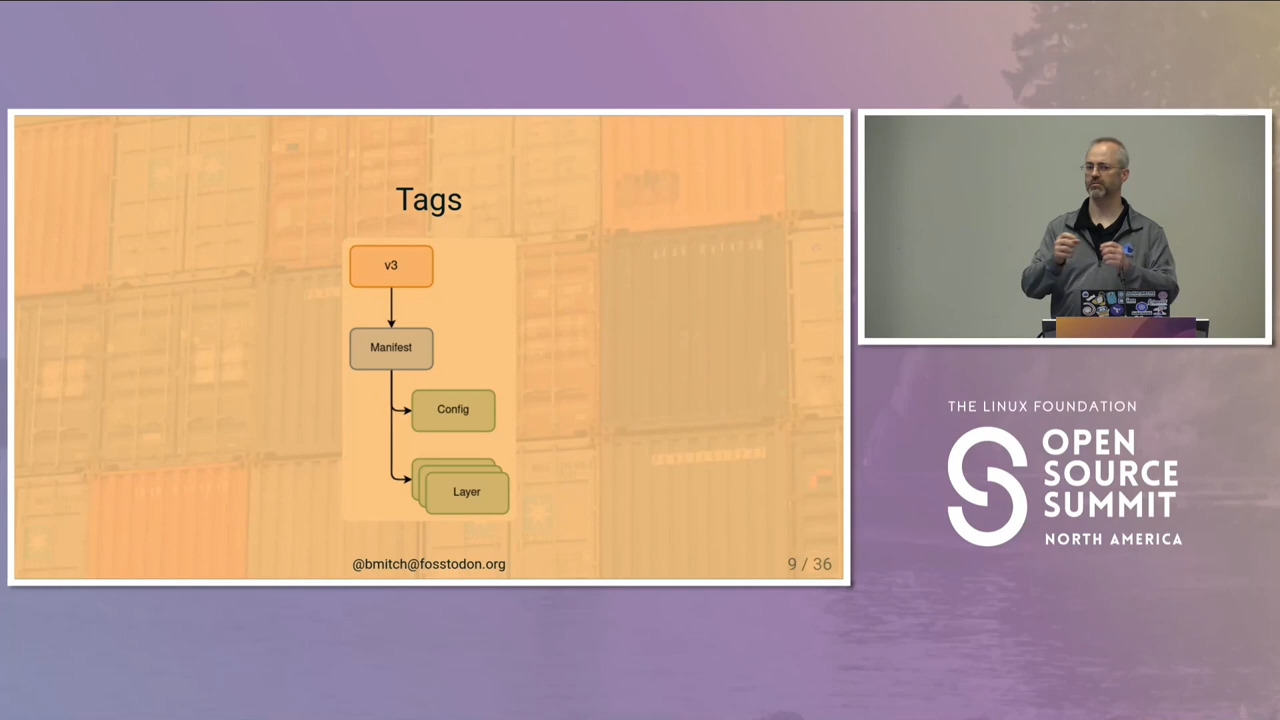 Tags
v3
Manifest
Config
Layer
@bmitch@fosstodon.org
9 / 36
THE LINUX FOUNDATION
OPEN
SOURCE
SUMMIT
NORTH AMERICA